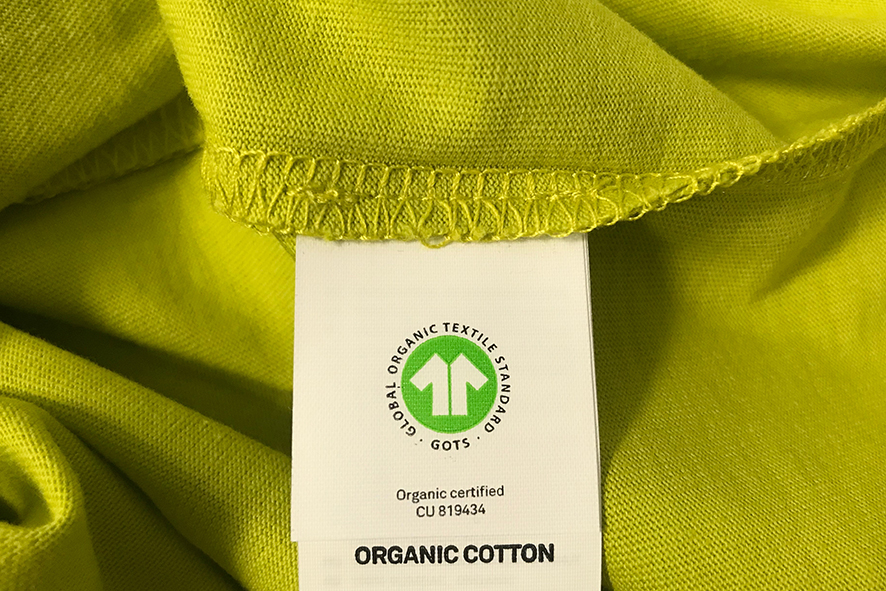 GLOBAL ORGANIC TEXTILE STANDARD · GOTS ·
Organic certified
CU 819434
ORGANIC COTTON